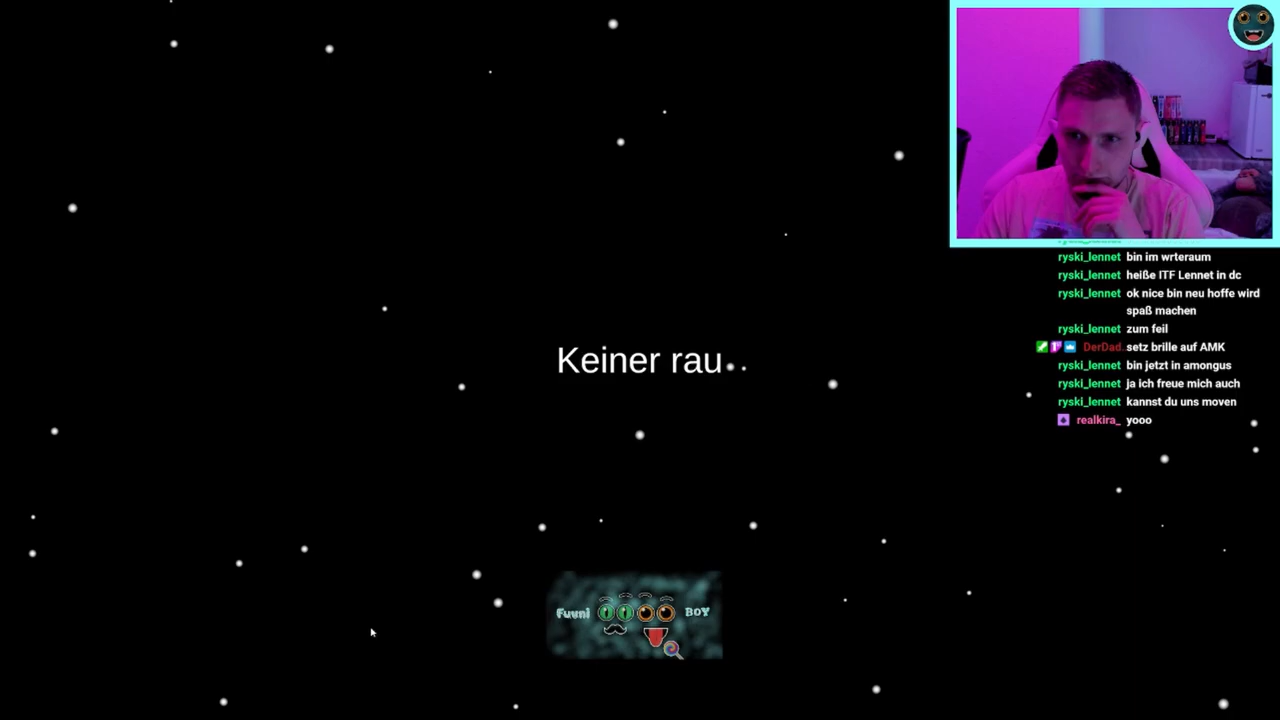 ryski_lennet bin im wrteraum
ryski_lennet heiße ITF Lennet in dc
ryski_lennet ok nice bin neu hoffe wird
spaß machen
ryski_lennet zum feil
DerDad.. setz brille auf AMK
ryski_lennet bin jetzt in amongus
ryski_lennet ja ich freue mich auch
ryski_lennet kannst du uns moven
realkira_ yooo
Keiner rau
Fuuni BOY